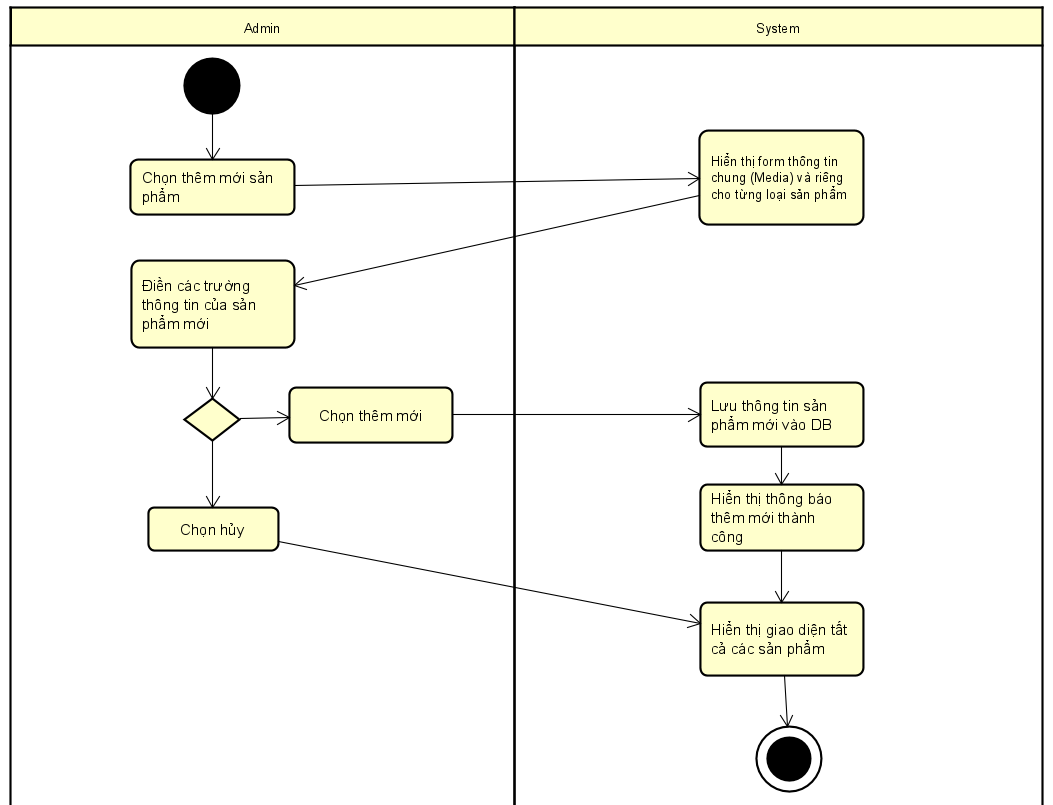 Admin
System
Chọn thêm mới sản
phẩm
Hiển thị form thông tin
chung (Media) và riêng
cho từng loại sản phẩm
Điền các trường
thông tin của sản
phẩm mới
Chọn thêm mới
Lưu thông tin sản
phẩm mới vào DB
Hiển thị thông báo
thêm mới thành
công
Chọn hủy
Hiển thị giao diện tất
cả các sản phẩm